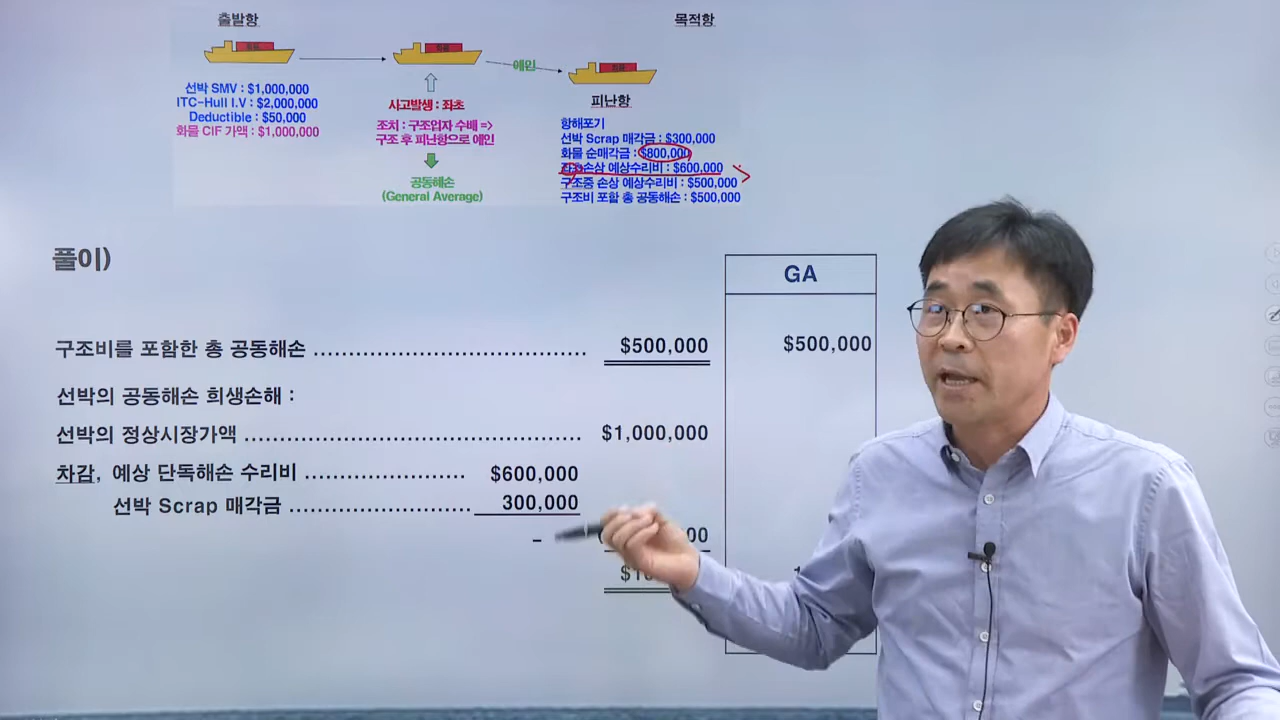 출발항
목적항
애인
피난항
선박 SMV : $1,000,000
ITC-Hull I.V : $2,000,000
Deductible : $50,000
화물 CIF 가액 : $1,000,000
사고발생 : 좌초
조치 : 구조업자 수배 =>
구조 후 피난항으로 예인
공동해손
(General Average)
항해포기
선박 Scrap 매각금 : $300,000
화물 순매각금 : $800,000
좌초손상 예상수리비 : $600,000
구조중 손상 예상수리비 : $500,000
구조비 포함 총 공동해손 : $500,000
풀이)
GA
구조비를 포함한 총 공동해손 $500,000 $500,000
선박의 공동해손 희생손해 :
선박의 정상시장가액 $1,000,000
차감, 예상 단독해손 수리비 $600,000
선박 Scrap 매각금 300,000